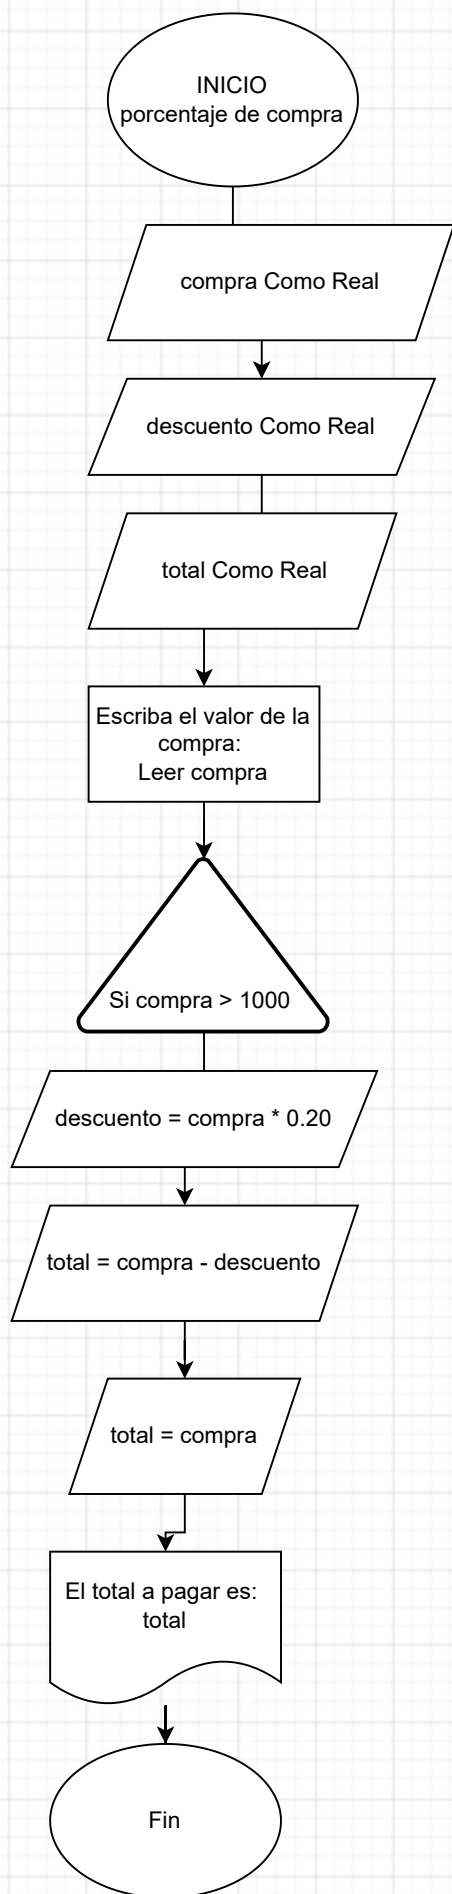 INICIO
porcentaje de compra
compra Como Real
descuento Como Real
total Como Real
Escriba el valor de la
compra:
Leer compra
Si compra > 1000
descuento = compra * 0.20
total = compra - descuento
total = compra
El total a pagar es:
total
Fin